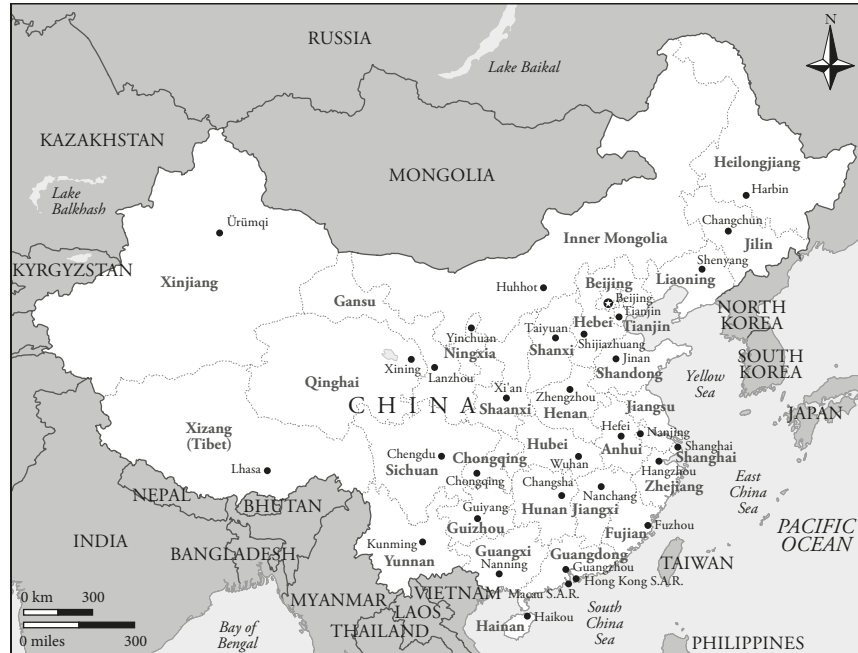 RUSSIA
N
Lake Baikal
KAZAKHSTAN
Heilongjiang
MONGOLIA
Lake
Balkhash
Harbin
Ürümqi
Changchun
Inner Mongolia
Jilin
Shenyang
KYRGYZSTAN
Xinjiang
Liaoning
Beijing
Huhhot
Beijing
Gansu
NORTH
KOREA
Tianjin
Hebei
Tianjin
Taiyuan
Yinchuan
Shijiazhuang
Shanxi
Ningxia
SOUTH
KOREA
Xining
Jinan
Lanzhou
Shandong
Yellow
Sea
Qinghai
Xi'an
Zhengzhou
CHINA
Shaanxi
Henan
Jiangsu
JAPAN
Xizang
(Tibet)
Hefei
Nanjing
Hubei
Anhui
Shanghai
Shanghai
Chengdu
Chongqing
Wuhan
Hangzhou
Lhasa
Sichuan
Chongqing
Changsha
Zhejiang
East
China
Sea
NEPAL
Nanchang
BHUTAN
Guiyang
Hunan
Jiangxi
Guizhou
Fujian
Fuzhou
PACIFIC
OCEAN
INDIA
Kunming
BANGLADESH
Yunnan
Guangxi
Guangdong
Nanning
Guangzhou
TAIWAN
Hong Kong S.A.R.
VIETNAM
Macau S.A.R.
MYANMAR
0 km 300
LAOS
Haikou
South
China
Sea
Hainan
THAILAND
Bay of
Bengal
0 miles 300
PHILIPPINES